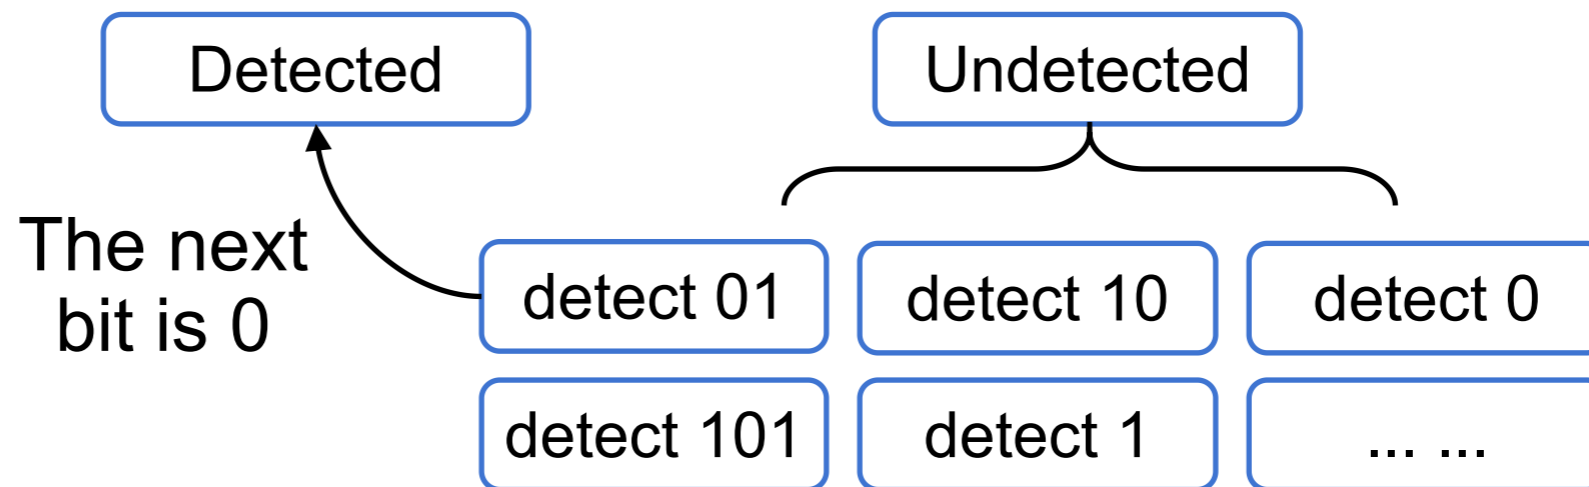 Detected
Undetected
The next
bit is 0
detect 01
detect 10
detect 0
detect 101
detect 1
... ...